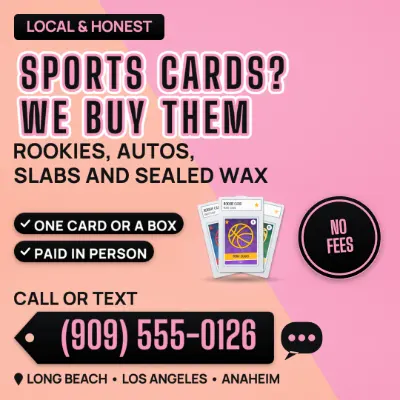 LOCAL & HONEST
SPORTS CARDS?
WE BUY THEM
ROOKIES, AUTOS,
SLABS AND SEALED WAX
ONE CARD OR A BOX
PAID IN PERSON
NO
FEES
CALL OR TEXT
(909) 555-0126
LONG BEACH • LOS ANGELES • ANAHEIM